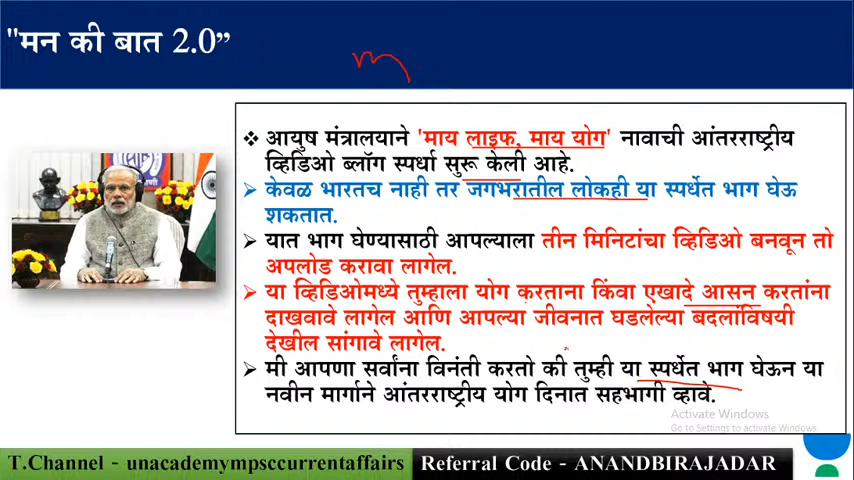 "मन की बात 2.0”
❖ आयुष मंत्रालयाने 'माय लाइफ, माय योग' नावाची आंतरराष्ट्रीय
व्हिडिओ ब्लॉग स्पर्धा सुरू केली आहे.
➢ केवळ भारतच नाही तर जगभरातील लोकही या स्पर्धेत भाग घेऊ
शकतात.
➢ यात भाग घेण्यासाठी आपल्याला तीन मिनिटांचा व्हिडिओ बनवून तो
अपलोड करावा लागेल.
➢ या व्हिडिओमध्ये तुम्हाला योग करताना किंवा एखादे आसन करतांना
दाखवावे लागेल आणि आपल्या जीवनात घडलेल्या बदलांविषयी
देखील सांगावे लागेल.
➢ मी आपणा सर्वांना विनंती करतो की तुम्ही या स्पर्धेत भाग घेऊन या
नवीन मार्गाने आंतरराष्ट्रीय योग दिनात सहभागी व्हावे.
Activate Windows
Go to Settings to activate Windows.
T.Channel - unacademympsccurrentaffairs Referral Code - ANANDBIRAJADAR